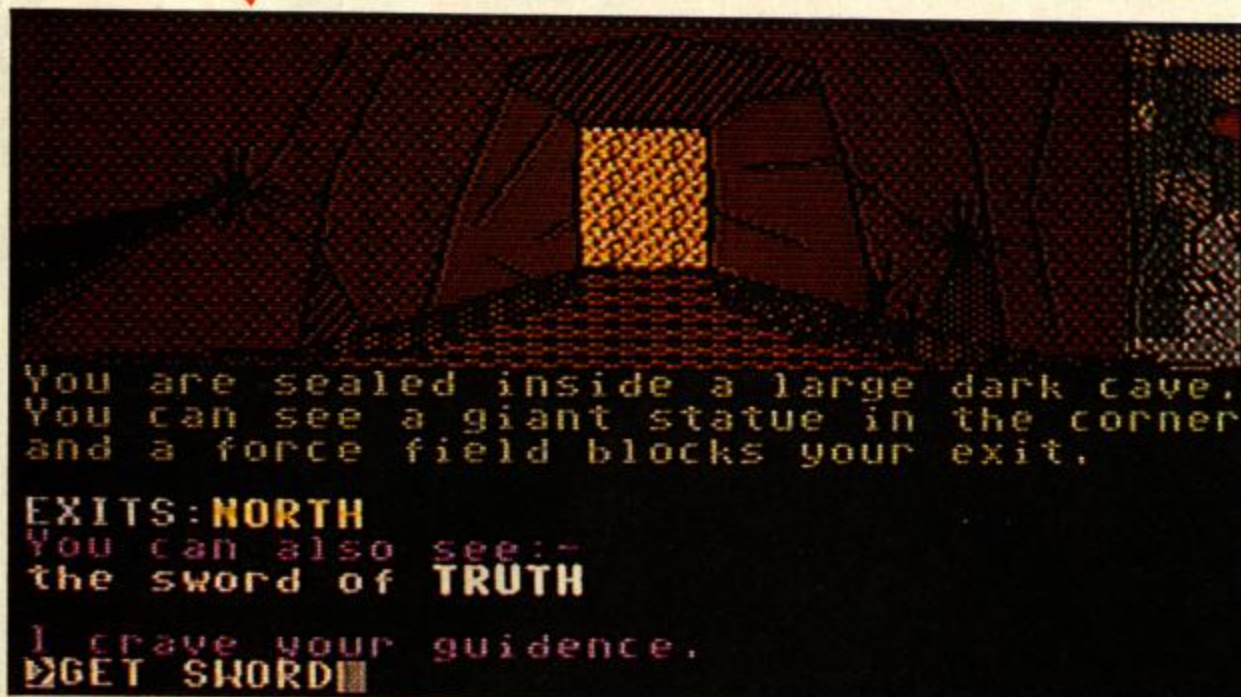 You are sealed inside a large dark cave.
You can see a giant statue in the corner
and a force field blocks your exit.
EXITS:NORTH
You can also see:-
the sword of TRUTH
I crave your guidence.
GET SWORD